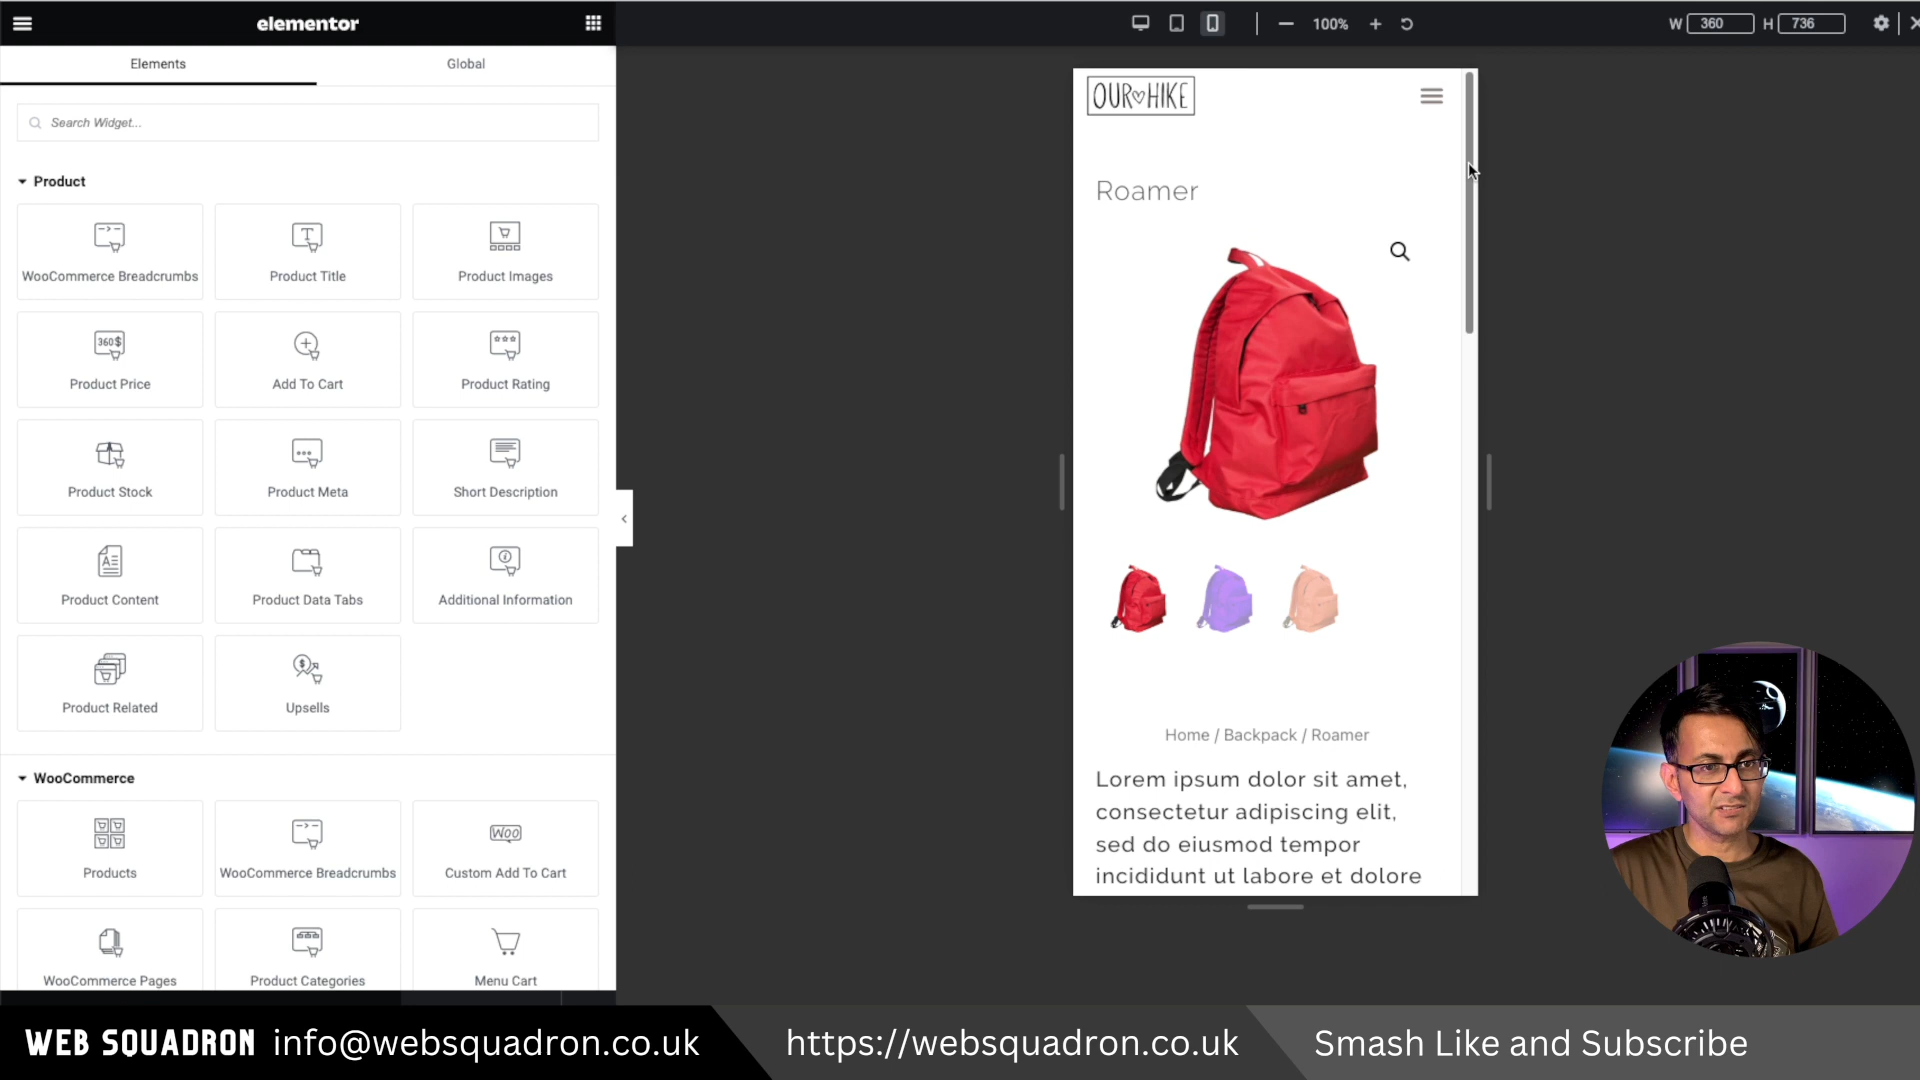 elementor
100%
W 360 H 736
Elements
Global
Search Widget...
Product
WooCommerce Breadcrumbs
Product Title
Product Images
360$
Product Price
Add To Cart
Product Rating
Product Stock
Product Meta
Short Description
Product Content
Product Data Tabs
Additional Information
Product Related
Upsells
WooCommerce
Products
WooCommerce Breadcrumbs
Woo
Custom Add To Cart
WooCommerce Pages
Product Categories
Menu Cart
OUR HIKE
Roamer
Home / Backpack / Roamer
Lorem ipsum dolor sit amet,
consectetur adipiscing elit,
sed do eiusmod tempor
incididunt ut labore et dolore
WEB SQUADRON info@websquadron.co.uk
https://websquadron.co.uk
Smash Like and Subscribe